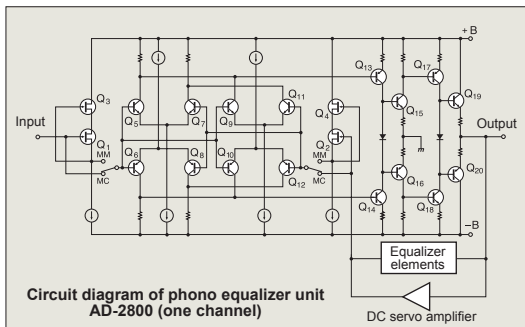 +B
Q13
Q17
Q3
Q11
Q4
Q19
Q5
Q7
Q9
Q15
Input
Output
Q1
MM
Q2
MM
Q6
Q8
Q10
Q16
Q20
MC
Q12
MC
Q14
Q18
−B
Equalizer
elements
Circuit diagram of phono equalizer unit
AD-2800 (one channel)
DC servo amplifier